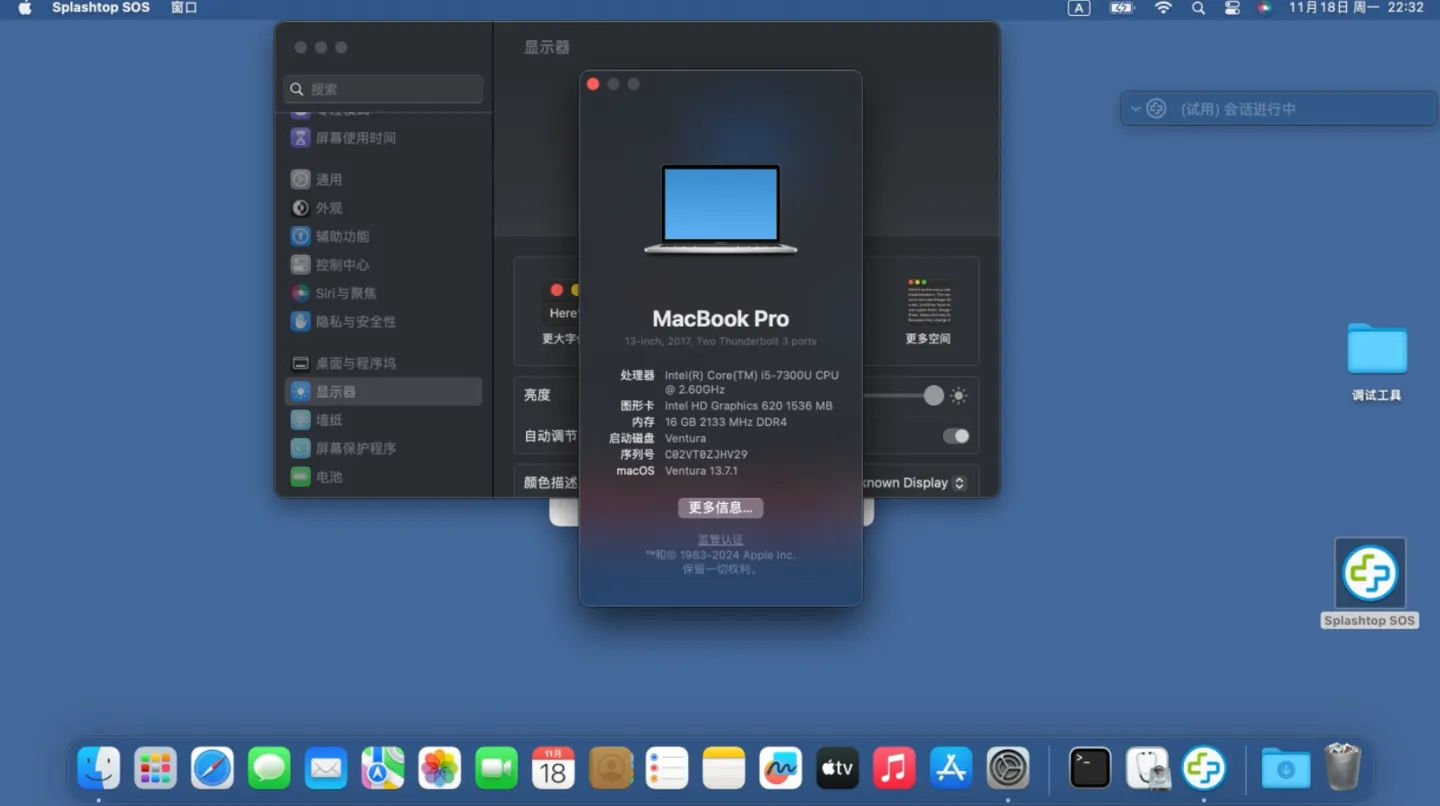 Splashtop SOS 窗口
A
11月18日 周一 22:32
显示器
搜索
屏幕使用时间
通用
外观
辅助功能
控制中心
Siri与聚焦
隐私与安全性
桌面与程序坞
显示器
墙纸
屏幕保护程序
电池
Here'
更大字
更多空间
亮度
自动调节
颜色描述
known Display
MacBook Pro
13-inch, 2017, Two Thunderbolt 3 ports
处理器 Intel(R) Core(TM) i5-7300U CPU
@ 2.60GHz
图形卡 Intel HD Graphics 620 1536 MB
内存 16 GB 2133 MHz DDR4
启动磁盘 Ventura
序列号 C02VT0ZJHV29
macOS Ventura 13.7.1
更多信息...
监管认证
™和© 1983-2024 Apple Inc.
保留一切权利。
(试用) 会话进行中
调试工具
Splashtop SOS
11月
18
tv